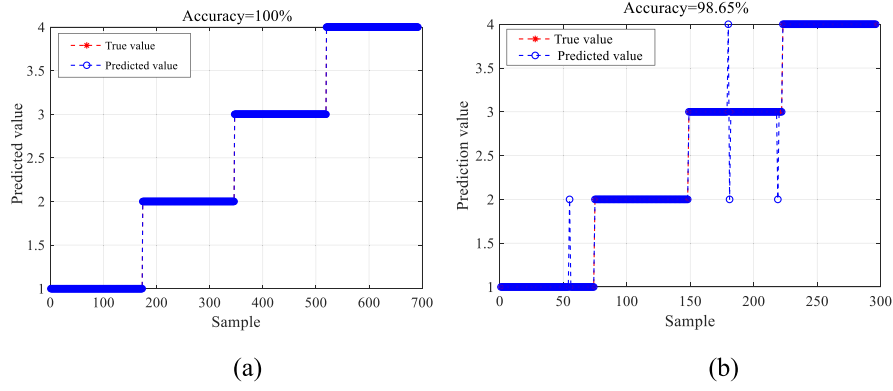 Accuracy=100%
4
3.5
3
2.5
2
1.5
1
Predicted value
True value
Predicted value
0
100
200
300
400
500
600
700
Sample
(a)
Accuracy=98.65%
4
3.5
3
2.5
2
1.5
1
Prediction value
True value
Predicted value
0
50
100
150
200
250
300
Sample
(b)